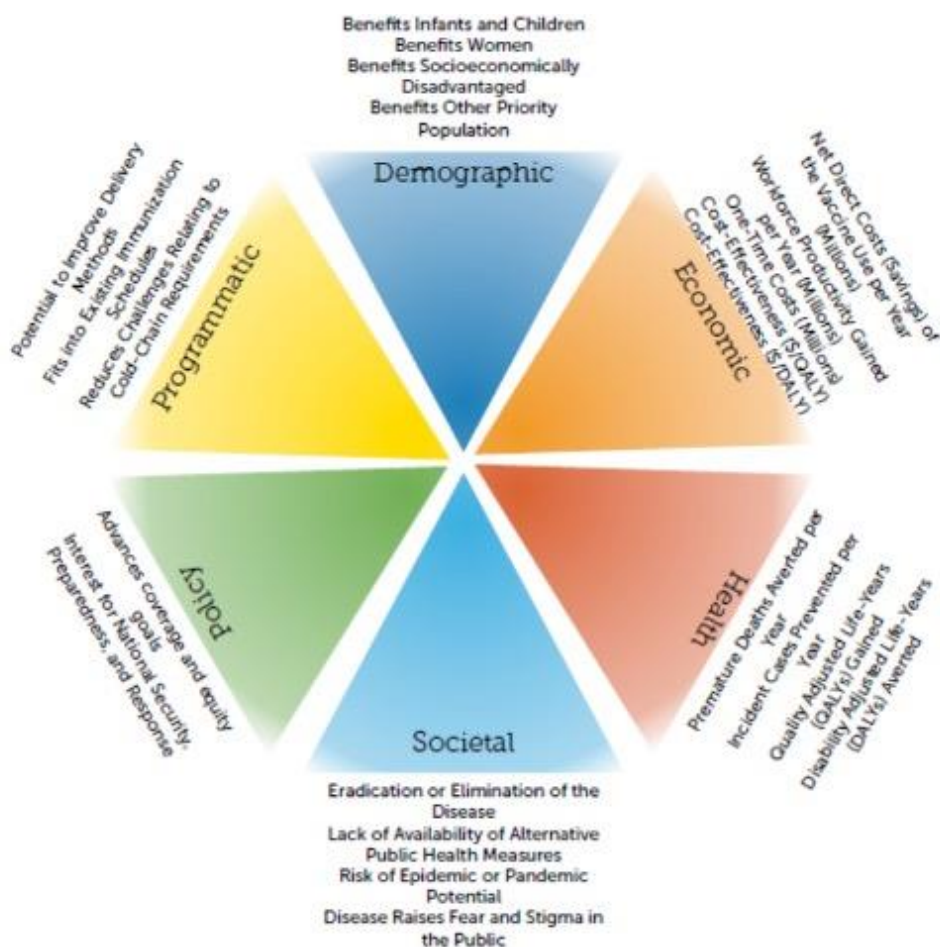 Benefits Infants and Children
Benefits Women
Benefits Socioeconomically
Disadvantaged
Benefits Other Priority
Population
Demographic
Net Direct Costs (Savings) of
the Vaccine Use per Year
(Millions)
Workforce Productivity Gained
per Year (Millions)
One-Time Costs (Millions)
Cost-Effectiveness ($/QALY)
Cost-Effectiveness ($/DALY)
Economic
Health
Premature Deaths Averted per
Year
Incident Cases Prevented per
Year
Quality Adjusted Life-Years
(QALYs) Gained
Disability Adjusted Life-Years
(DALYs) Averted
Societal
Eradication or Elimination of the
Disease
Lack of Availability of Alternative
Public Health Measures
Risk of Epidemic or Pandemic
Potential
Disease Raises Fear and Stigma in
the Public
Policy
Advances coverage and equity
goals
Interest for National Security,
Preparedness, and Response
Programmatic
Potential to Improve Delivery
Methods
Fits into Existing Immunization
Schedules
Reduces Challenges Relating to
Cold-Chain Requirements